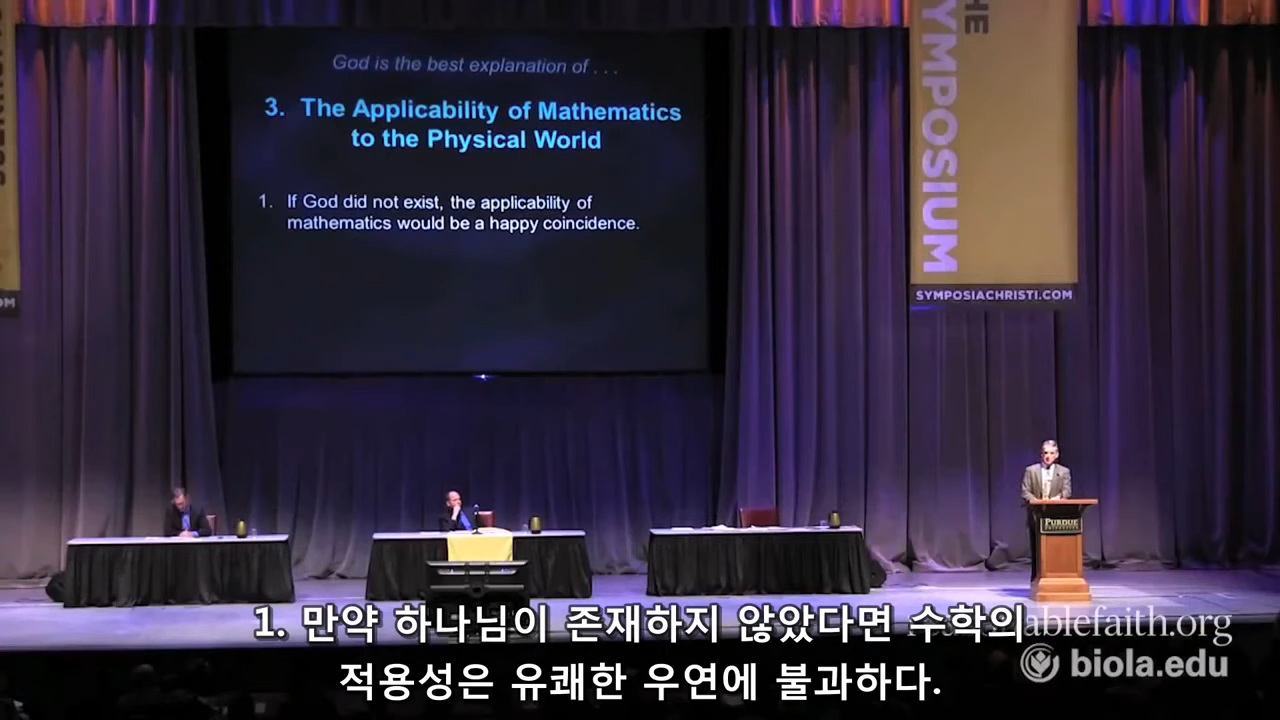 God is the best explanation of . . .
3. The Applicability of Mathematics
to the Physical World
1. If God did not exist, the applicability of
mathematics would be a happy coincidence.
THE
SYMPOSIUM
SYMPOSIACHRISTI.COM
PURDUE
1. 만약 하나님이 존재하지 않았다면 수학의
적용성은 유쾌한 우연에 불과하다.
ablefaith.org
biola.edu